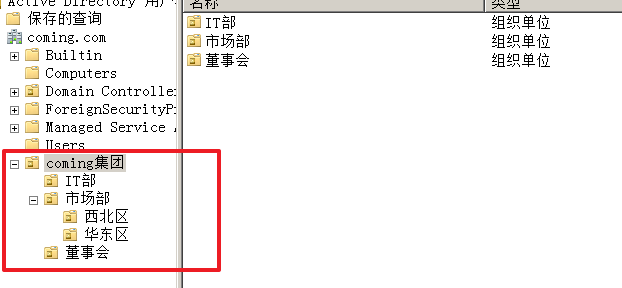 Active Directory 用户
保存的查询
coming.com
Builtin
Computers
Domain Controlle
ForeignSecurityPr
Managed Service A
Users
coming集团
IT部
市场部
西北区
华东区
董事会
名称 类型
IT部 组织单位
市场部 组织单位
董事会 组织单位